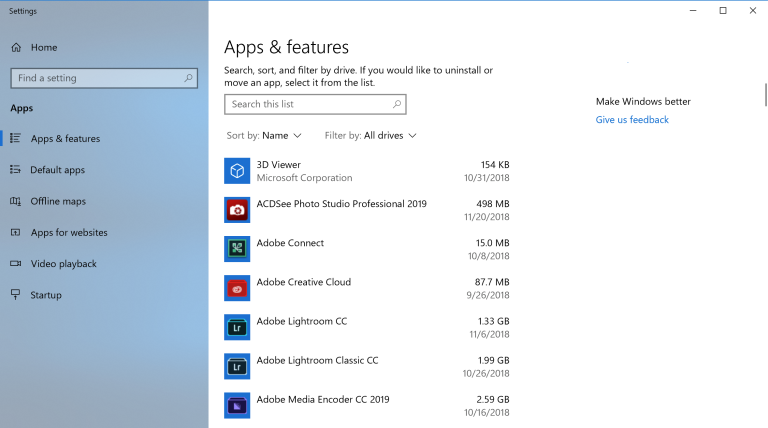 Settings
Home
Find a setting
Apps
Apps & features
Default apps
Offline maps
Apps for websites
Video playback
Startup
Apps & features
Search, sort, and filter by drive. If you would like to uninstall or
move an app, select it from the list.
Search this list
Sort by: Name Filter by: All drives
3D Viewer 154 KB
Microsoft Corporation 10/31/2018
ACDSee Photo Studio Professional 2019 498 MB
11/20/2018
Adobe Connect 15.0 MB
10/8/2018
Adobe Creative Cloud 87.7 MB
9/26/2018
Lr
Adobe Lightroom CC 1.33 GB
11/6/2018
Lr
Adobe Lightroom Classic CC 1.99 GB
10/26/2018
Adobe Media Encoder CC 2019 2.59 GB
10/16/2018
Make Windows better
Give us feedback